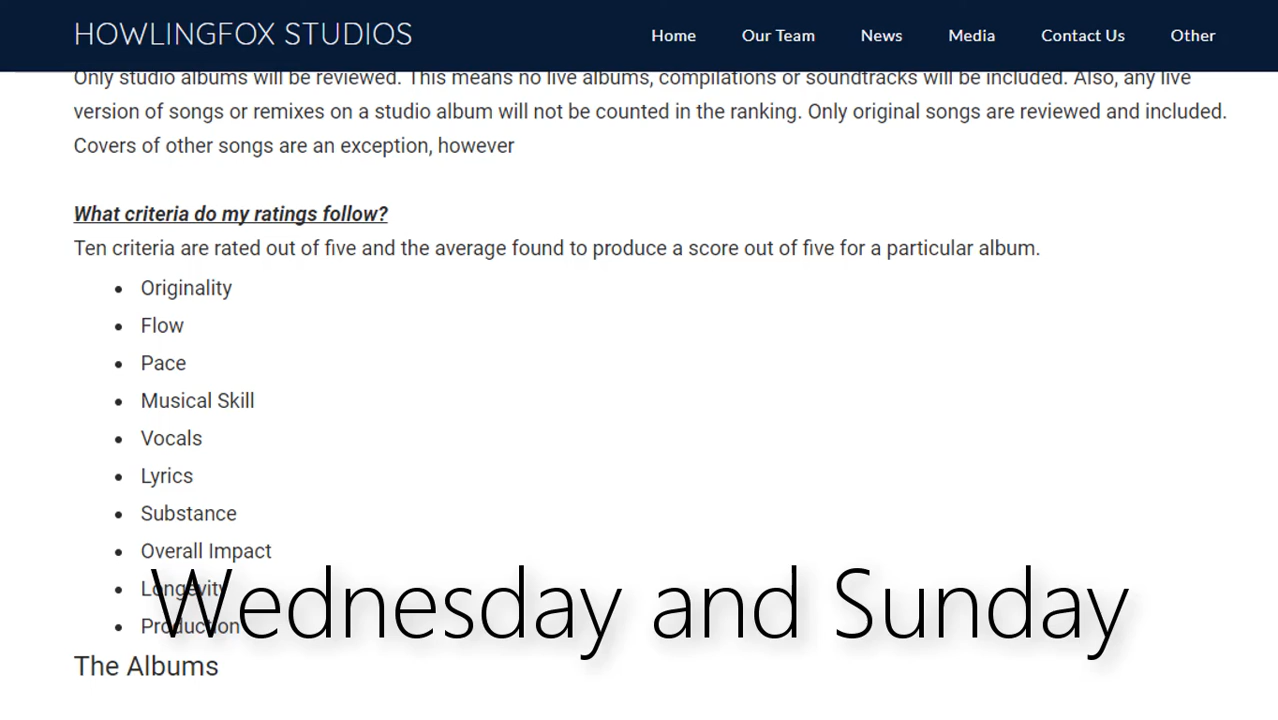 HOWLINGFOX STUDIOS
Home
Our Team
News
Media
Contact Us
Other
Only studio albums will be reviewed. This means no live albums, compilations or soundtracks will be included. Also, any live
version of songs or remixes on a studio album will not be counted in the ranking. Only original songs are reviewed and included.
Covers of other songs are an exception, however
What criteria do my ratings follow?
Ten criteria are rated out of five and the average found to produce a score out of five for a particular album.
Originality
Flow
Pace
Musical Skill
Vocals
Lyrics
Substance
Overall Impact
Longevity
Production
Wednesday and Sunday
The Albums